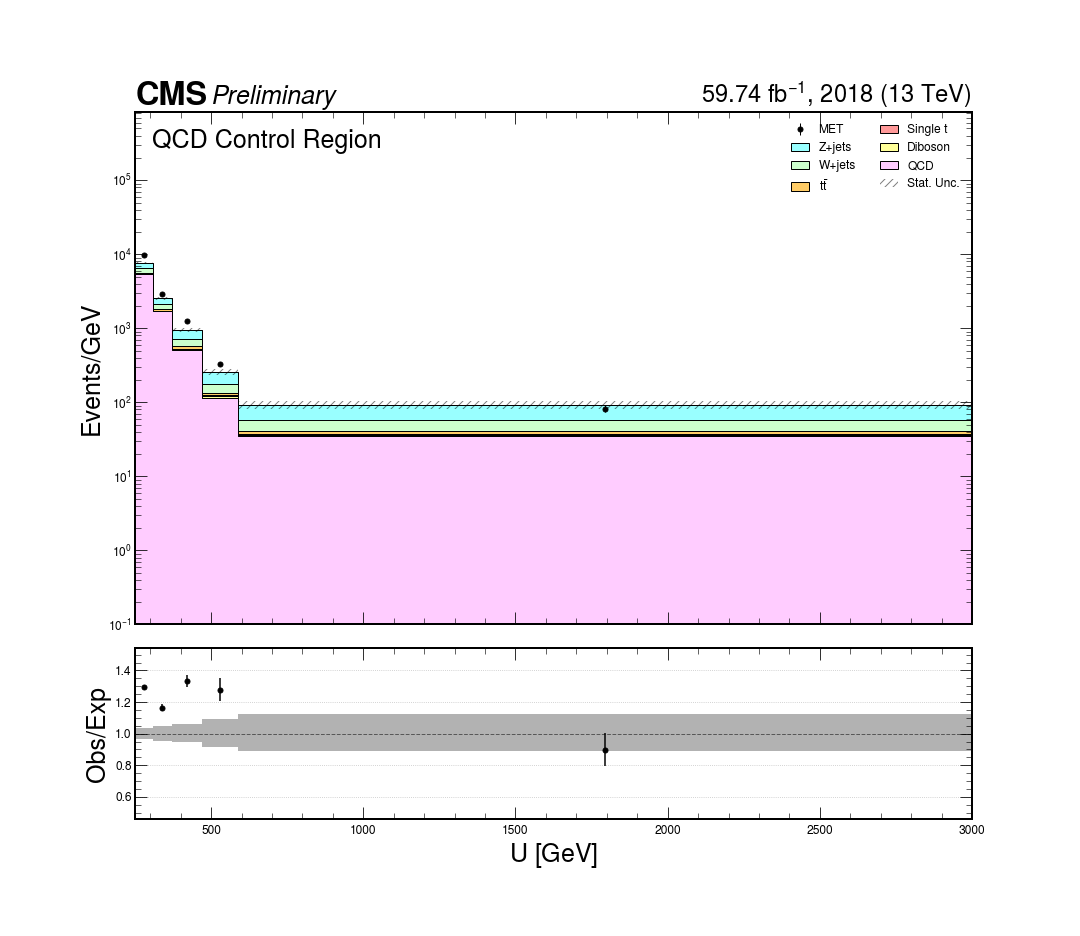 CMS Preliminary 59.74 fb⁻¹, 2018 (13 TeV)
QCD Control Region
MET
Z+jets
W+jets
tt̄
Single t
Diboson
QCD
Stat. Unc.
Events/GeV
10⁵
10⁴
10³
10²
10¹
10⁰
10⁻¹
Obs/Exp
1.4
1.2
1.0
0.8
0.6
500 1000 1500 2000 2500 3000
U [GeV]